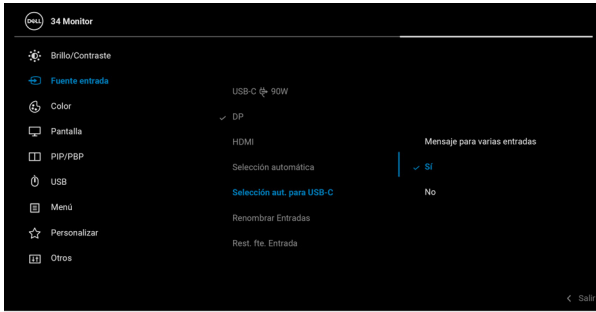 DELL 34 Monitor
Brillo/Contraste
Fuente entrada
Color
Pantalla
PIP/PBP
USB
Menú
Personalizar
Otros
USB-C 90W
DP
HDMI
Selección automática
Selección aut. para USB-C
Renombrar Entradas
Rest. fte. Entrada
Mensaje para varias entradas
Sí
No
Salir